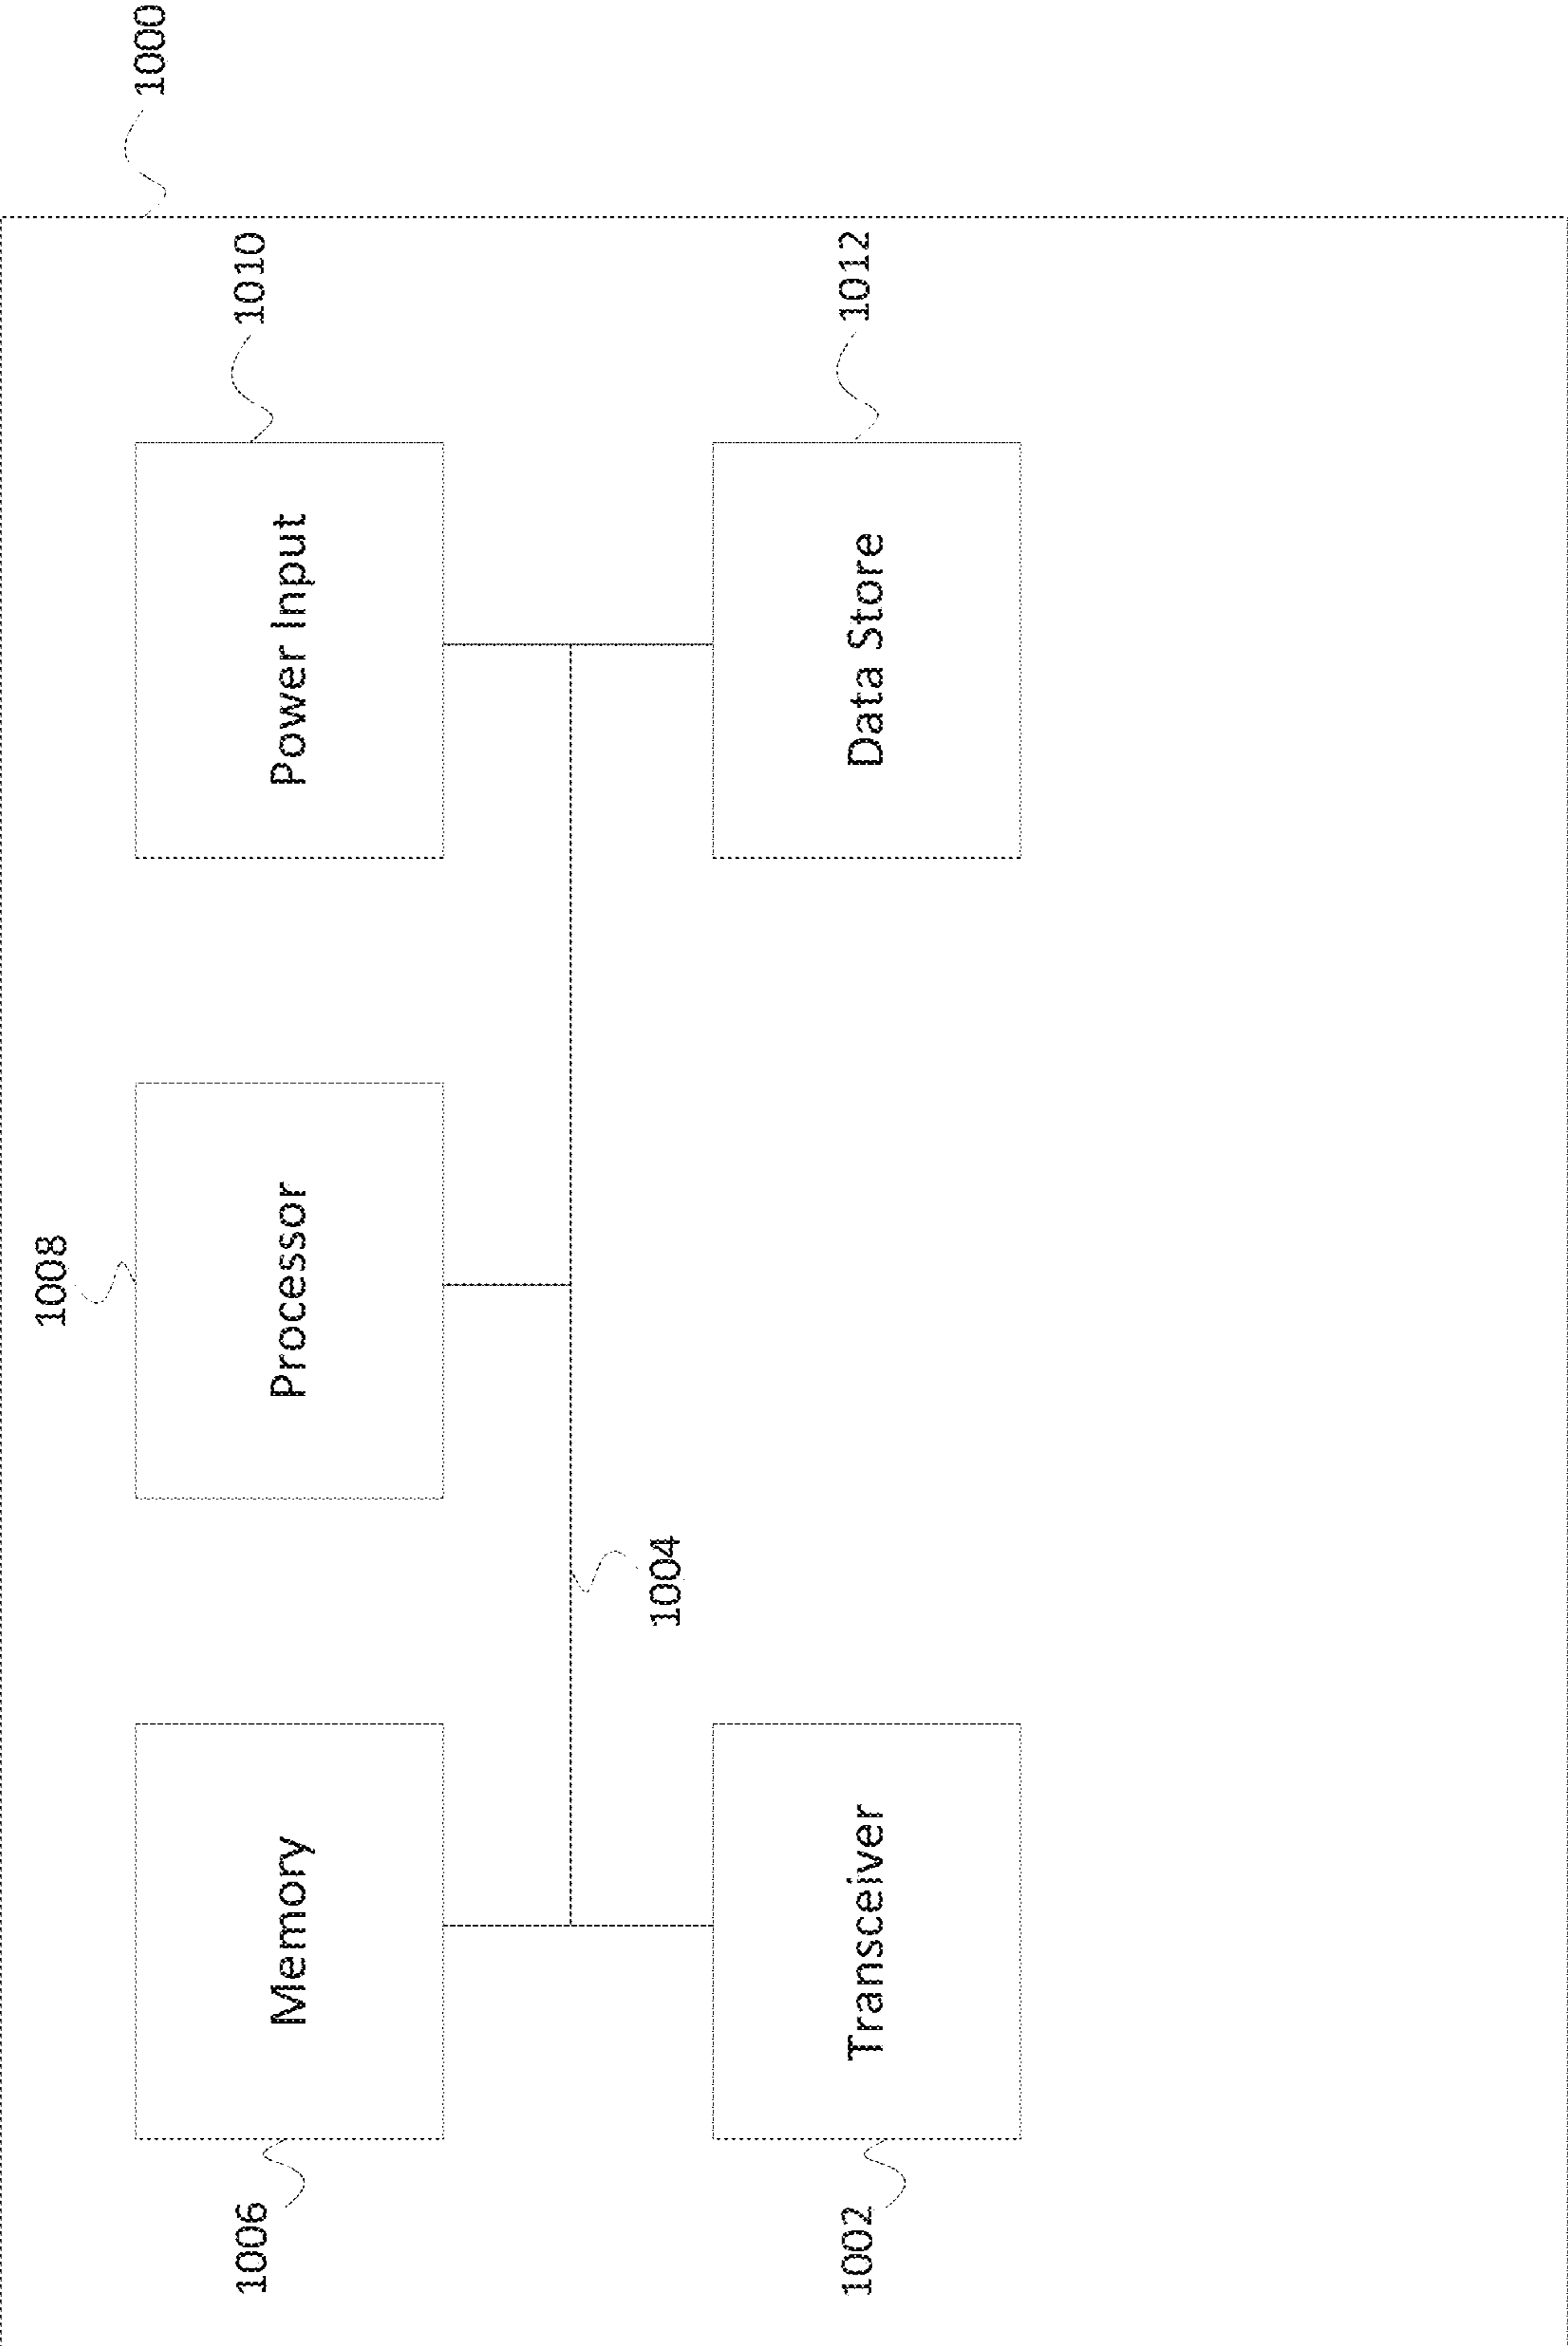 1000
1008
1006
Memory
Processor
Power Input
1010
1004
1002
Transceiver
Data Store
1012